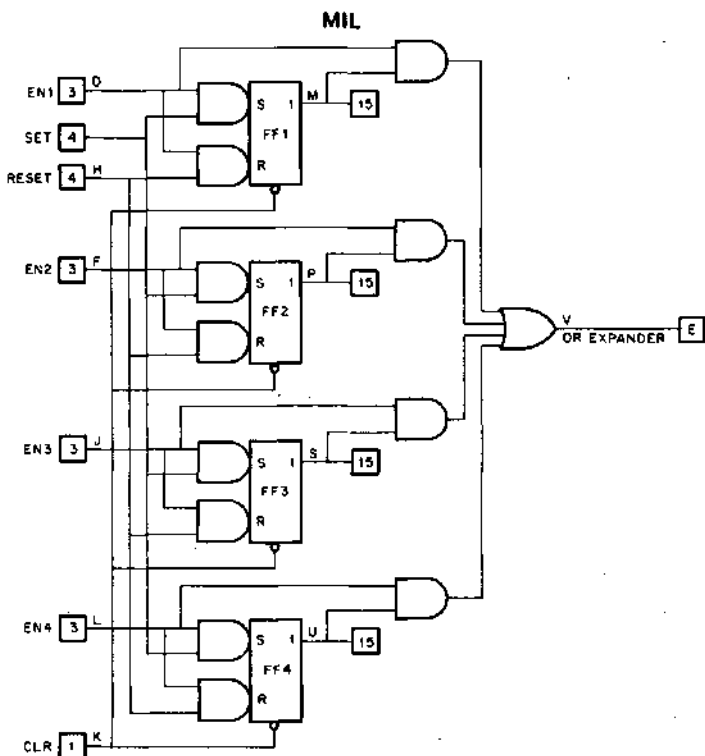 MIL
EN1 3 D
SET 4
RESET 4 H
S 1 M 15
FF1
R
EN2 3 F
S 1 P 15
FF2
R
V
OR EXPANDER E
EN3 3 J
S 1 S 15
FF3
R
EN4 3 L
S 1 U 15
FF4
R
CLR 1 K